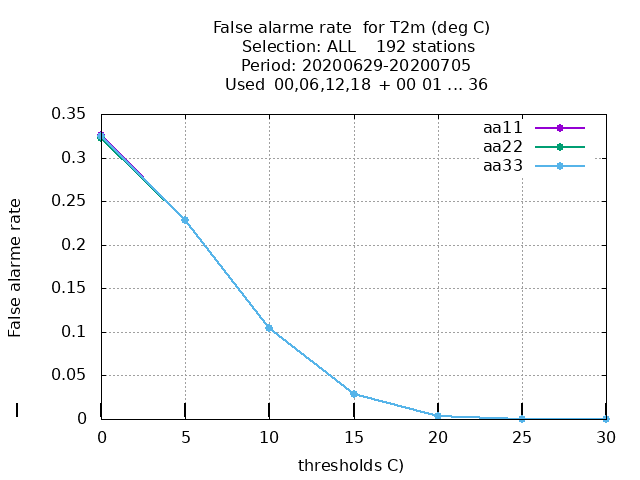 False alarme rate  for T2m (deg C)
Selection: ALL    192 stations
Period: 20200629-20200705
Used  00,06,12,18 + 00 01 ... 36
aa11
aa22
aa33
0.35
0.3
0.25
0.2
0.15
0.1
0.05
0
False alarme rate
0 5 10 15 20 25 30
thresholds C)